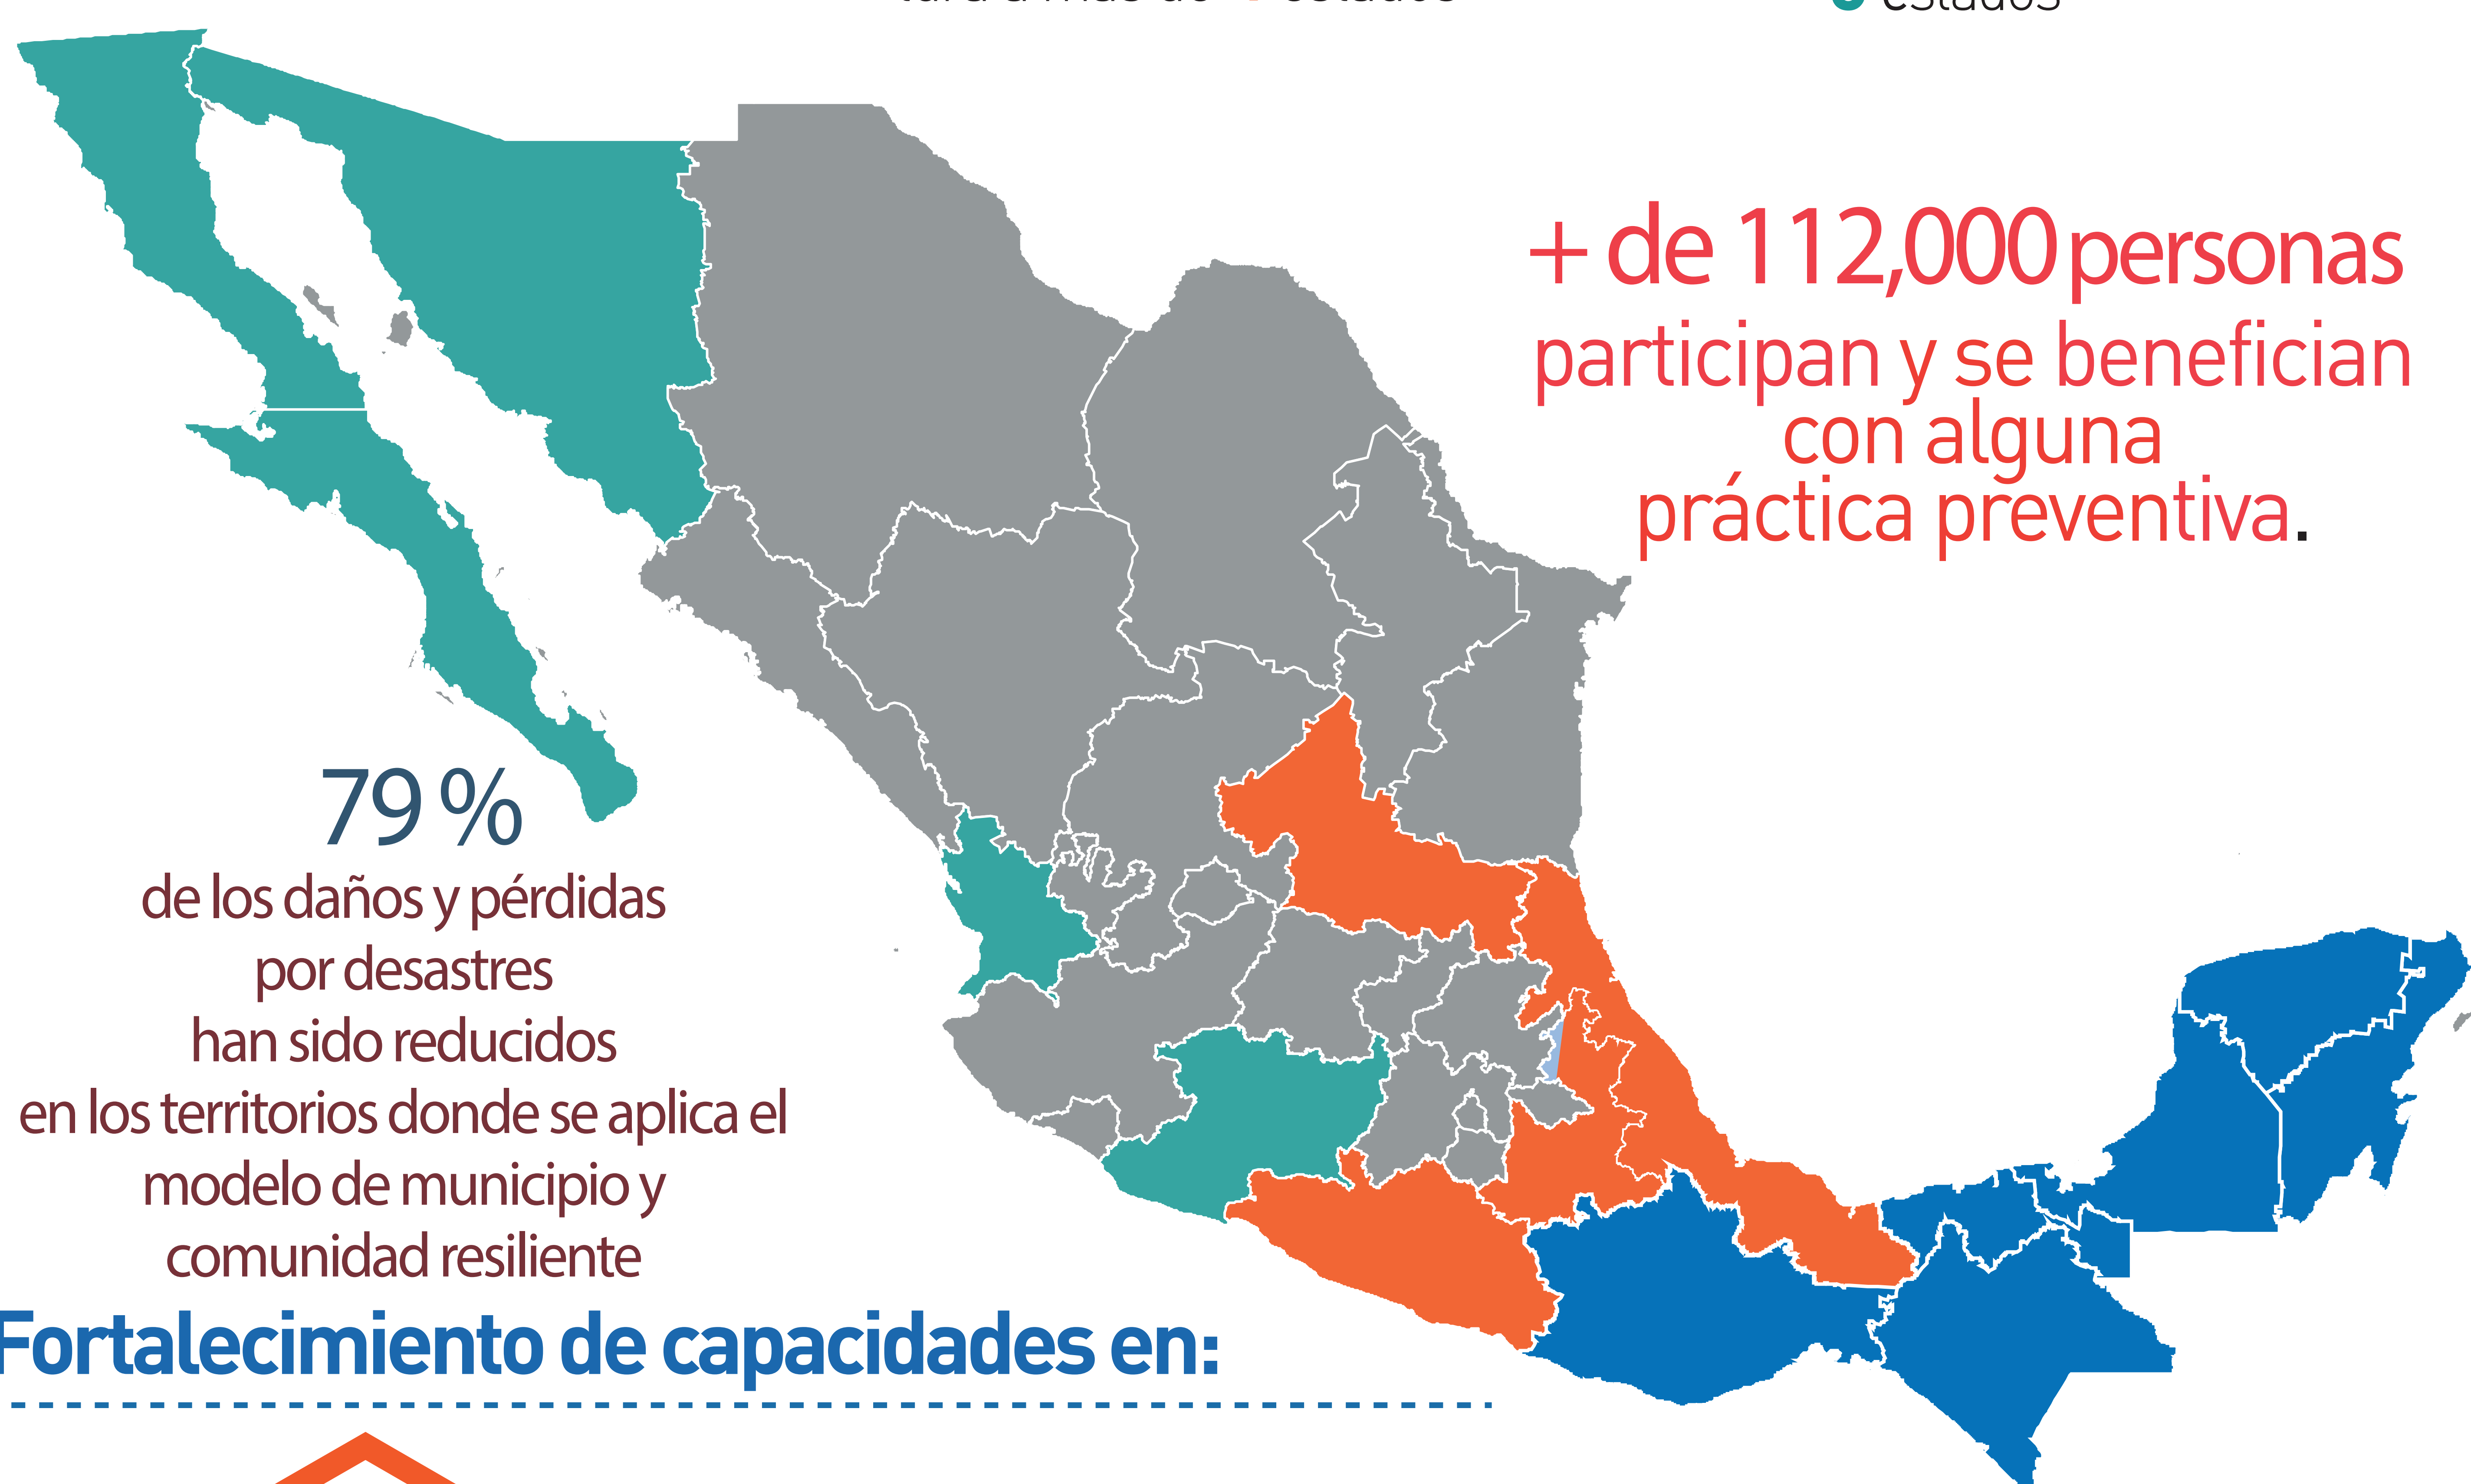 estados
+ de 112,000 personas
participan y se benefician
con alguna
práctica preventiva.
79%
de los daños y pérdidas
por desastres
han sido reducidos
en los territorios donde se aplica el
modelo de municipio y
comunidad resiliente
Fortalecimiento de capacidades en: